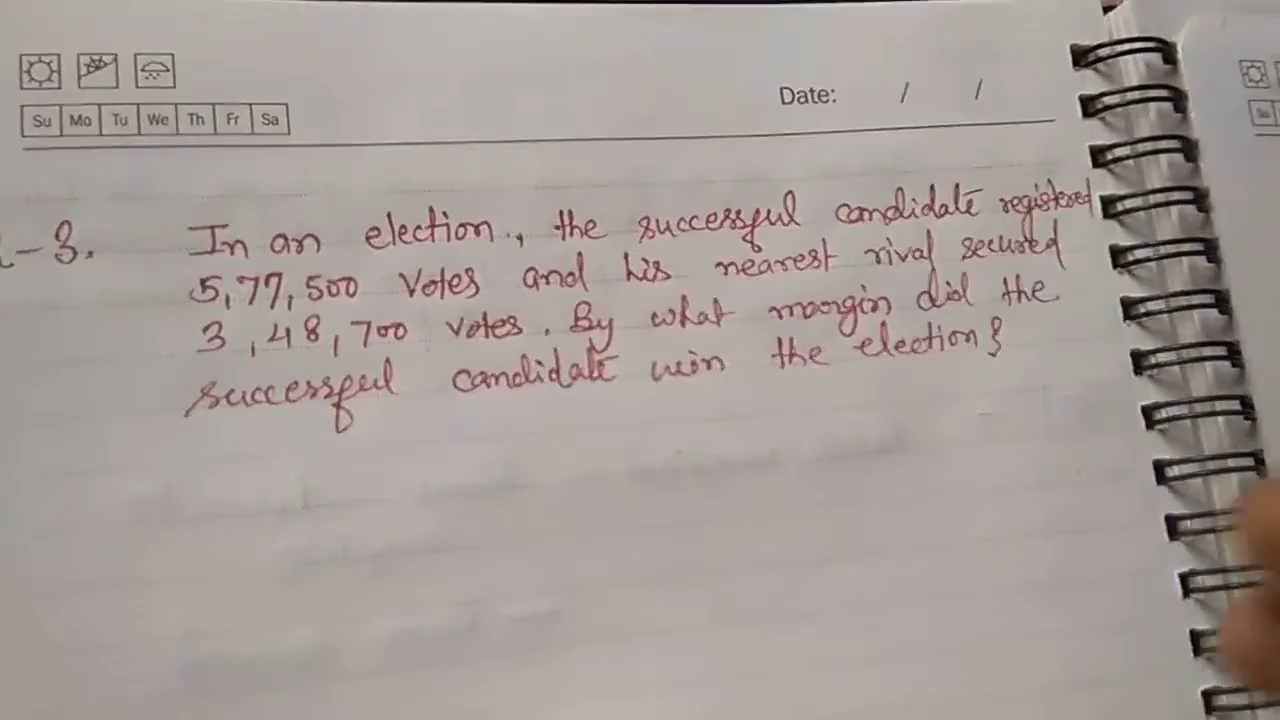 Su Mo Tu We Th Fr Sa
Date: / /
-3. In an election, the successful candidate registered
5,77,500 votes and his nearest rival secured
3,48,700 votes. By what margin did the
successful candidate win the election?
Su